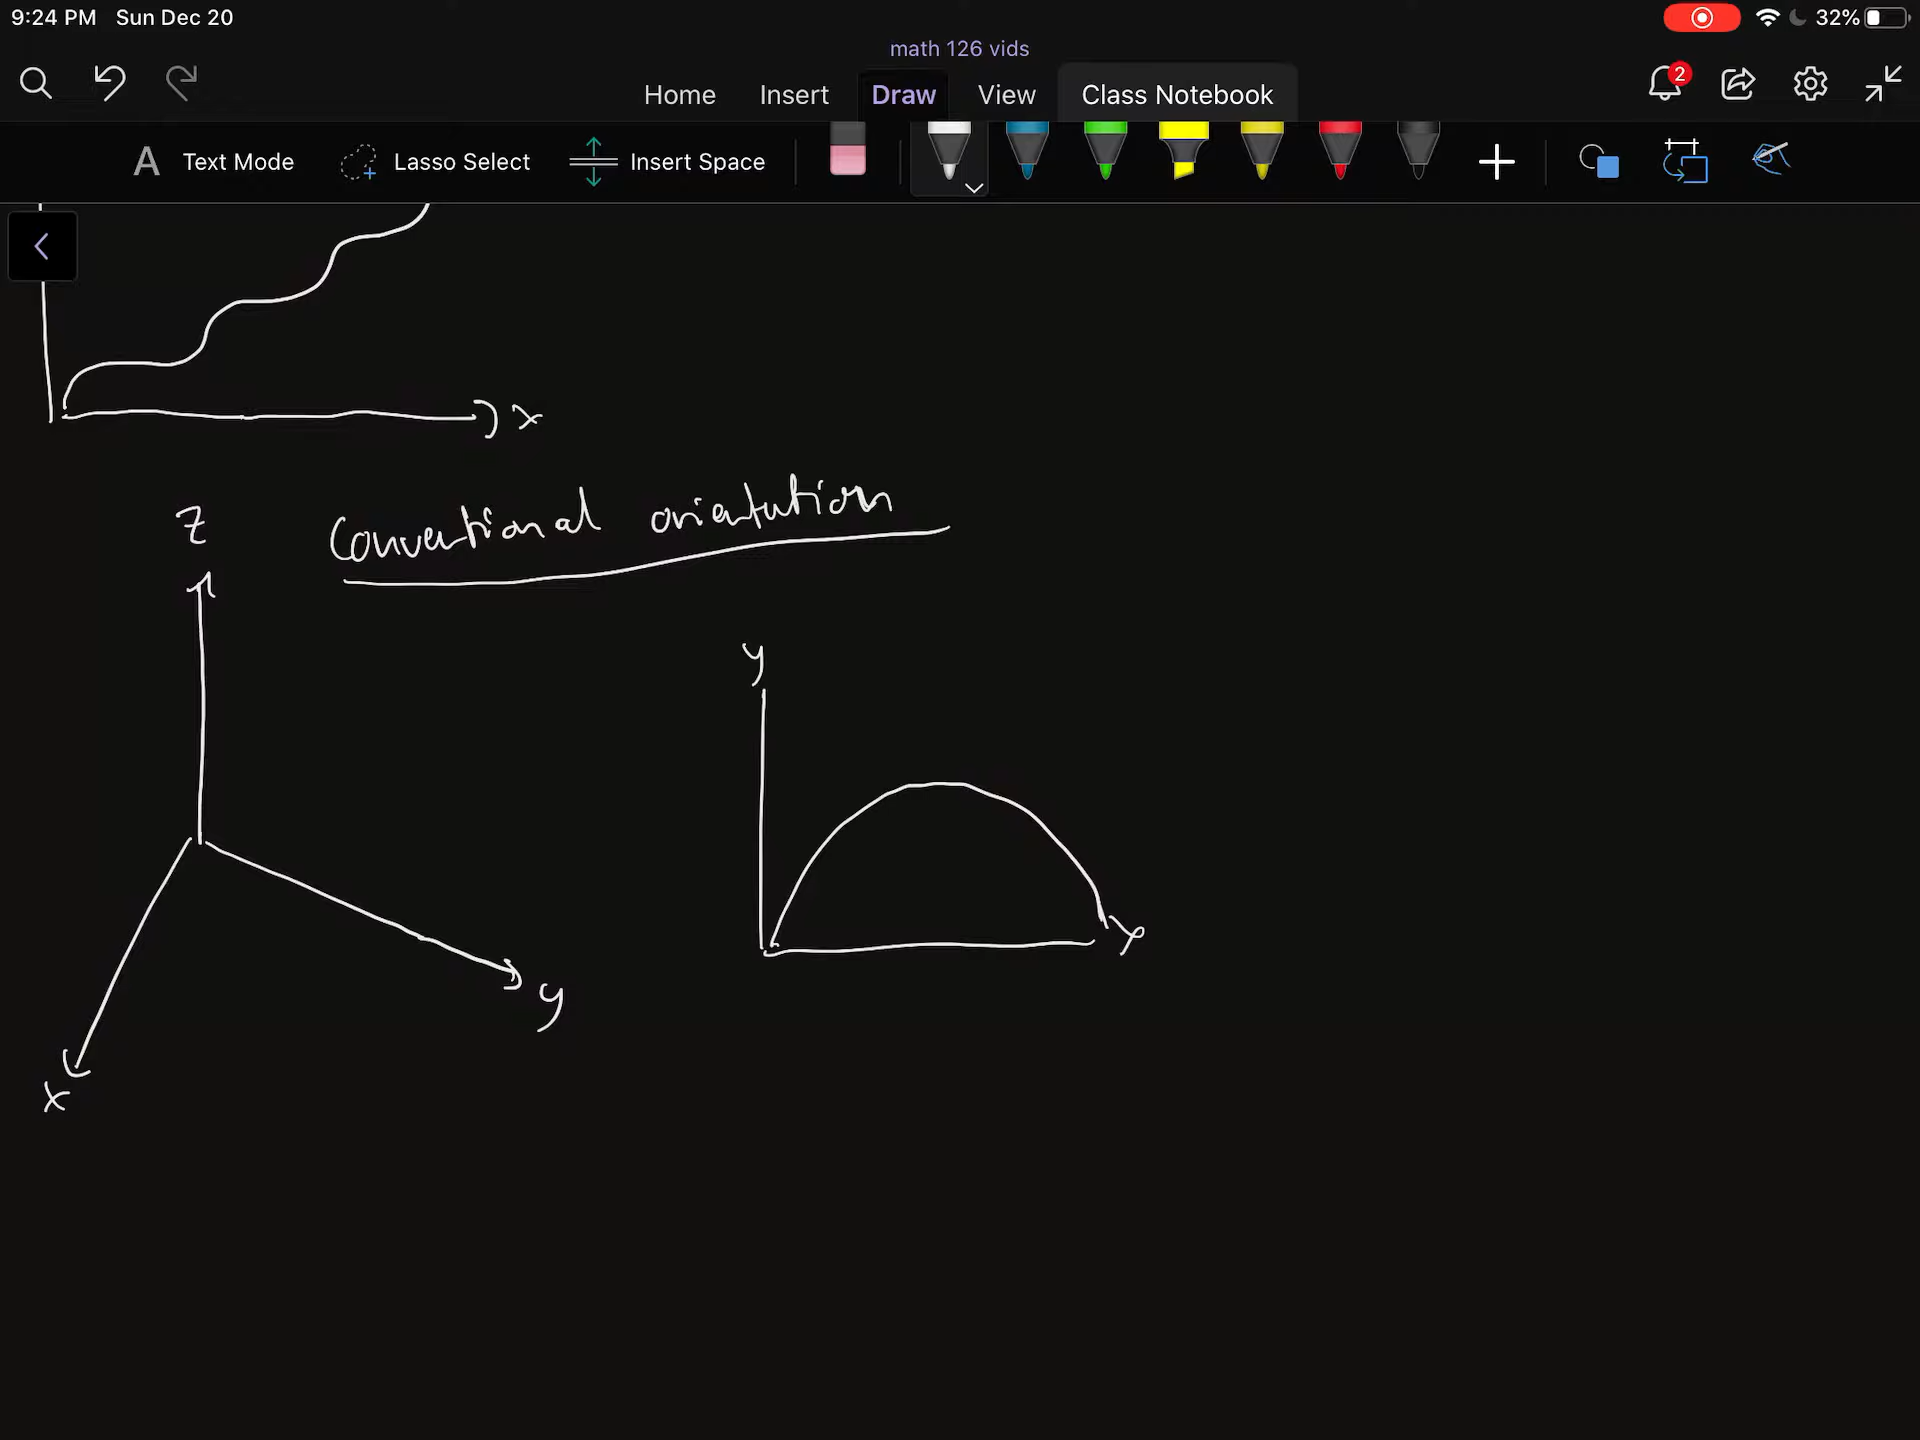 9:24 PM Sun Dec 20
32%
math 126 vids
Home Insert Draw View Class Notebook
2
A Text Mode Lasso Select Insert Space
x
z
Conventional orientation
y
x
y
x